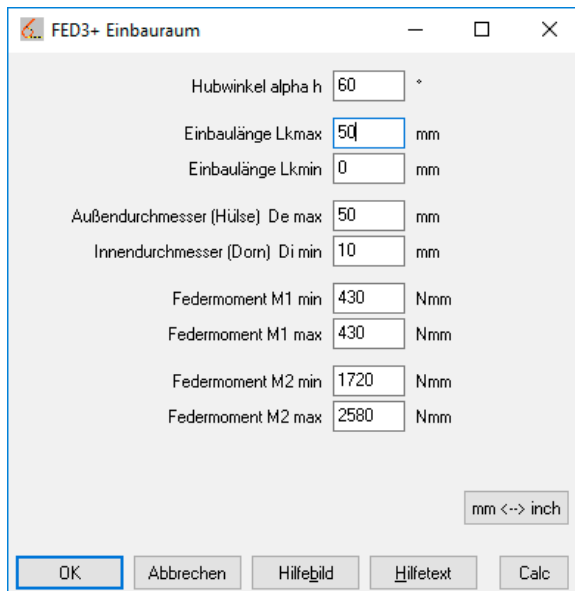 FED3+ Einbauraum
Hubwinkel alpha h 60 °
Einbaulänge Lkmax 50 mm
Einbaulänge Lkmin 0 mm
Außendurchmesser (Hülse) De max 50 mm
Innendurchmesser (Dorn) Di min 10 mm
Federmoment M1 min 430 Nmm
Federmoment M1 max 430 Nmm
Federmoment M2 min 1720 Nmm
Federmoment M2 max 2580 Nmm
mm <--> inch
OK Abbrechen Hilfebild Hilfetext Calc